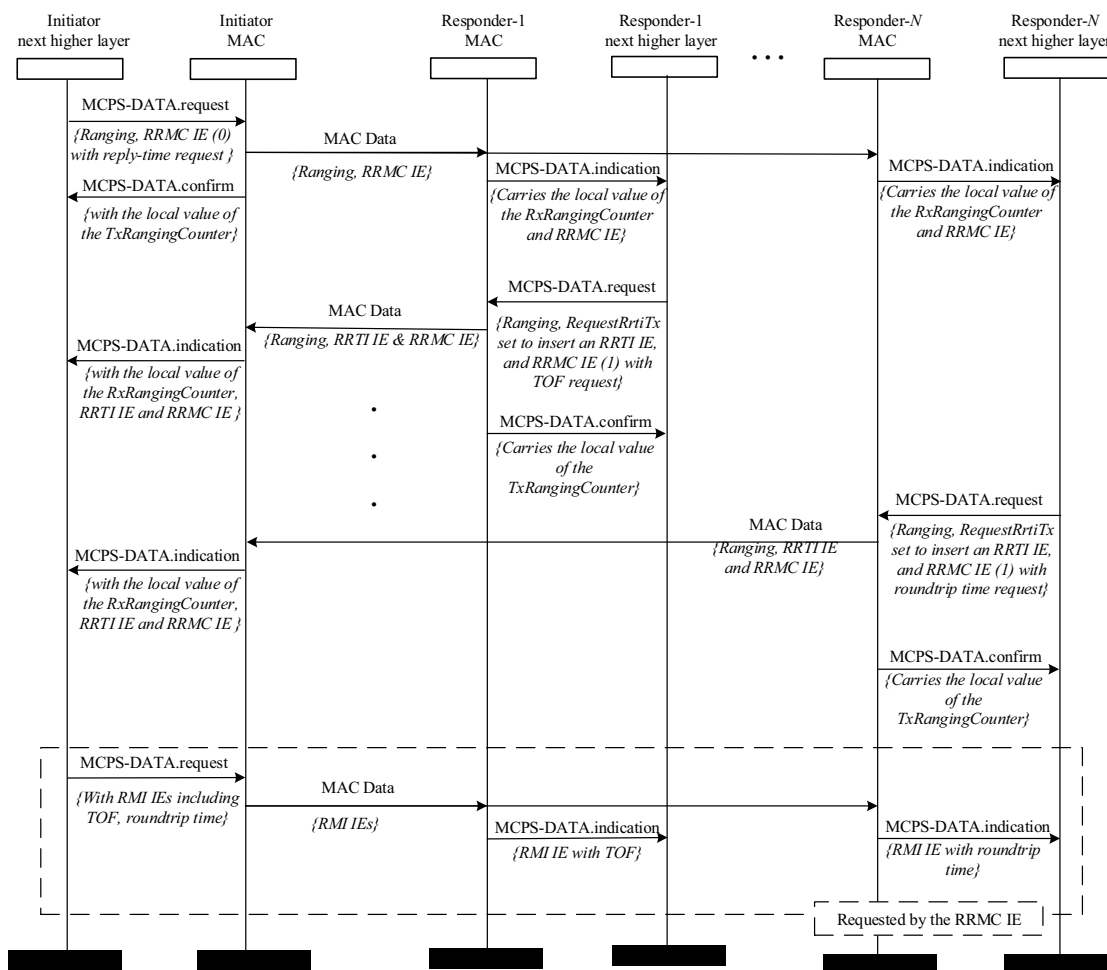 Initiator
next higher layer
Initiator
MAC
Responder-1
MAC
Responder-1
next higher layer
• • •
Responder-N
MAC
Responder-N
next higher layer
MCPS-DATA.request
{Ranging, RRMC IE (0)
with reply-time request }
MAC Data
{Ranging, RRMC IE}
MCPS-DATA.indication
{Carries the local value of
the RxRangingCounter
and RRMC IE}
MCPS-DATA.indication
{Carries the local value of
the RxRangingCounter
and RRMC IE}
MCPS-DATA.confirm
{with the local value of
the TxRangingCounter}
MCPS-DATA.request
{Ranging, RequestRrtiTx
set to insert an RRTI IE,
and RRMC IE (1) with
TOF request}
MAC Data
{Ranging, RRTI IE & RRMC IE}
MCPS-DATA.indication
{with the local value of
the RxRangingCounter,
RRTI IE and RRMC IE }
MCPS-DATA.confirm
{Carries the local value
of the
TxRangingCounter}
MCPS-DATA.request
{Ranging, RequestRrtiTx
set to insert an RRTI IE,
and RRMC IE (1) with
roundtrip time request}
MAC Data
{Ranging, RRTI IE
and RRMC IE}
MCPS-DATA.indication
{with the local value of
the RxRangingCounter,
RRTI IE and RRMC IE }
MCPS-DATA.confirm
{Carries the local value
of the
TxRangingCounter}
MCPS-DATA.request
{With RMI IEs including
TOF, roundtrip time}
MAC Data
{RMI IEs}
MCPS-DATA.indication
{RMI IE with TOF}
MCPS-DATA.indication
{RMI IE with roundtrip
time}
Requested by the RRMC IE